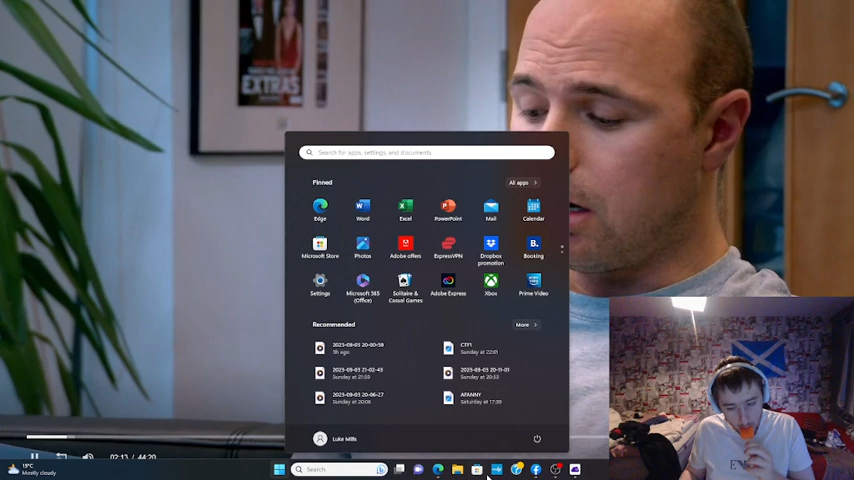 EXTRAS
Search for apps, settings, and documents
Pinned
All apps
Edge
Word
Excel
PowerPoint
Mail
Calendar
Microsoft Store
Photos
Adobe offers
ExpressVPN
Dropbox
promotion
B.
Booking
Settings
Microsoft 365
(Office)
Solitaire &
Casual Games
Adobe Express
Xbox
Prime Video
Recommended
More
2023-09-05 20-00-58
3h ago
CTF1
Sunday at 22:01
2023-09-03 21-02-43
Sunday at 21:50
2023-09-03 20-11-01
Sunday at 20:53
2023-09-03 20-06-27
Sunday at 20:08
AFANNY
Saturday at 17:39
Luke Mills
02:13 / 44:20
15°C
Mostly cloudy
Search